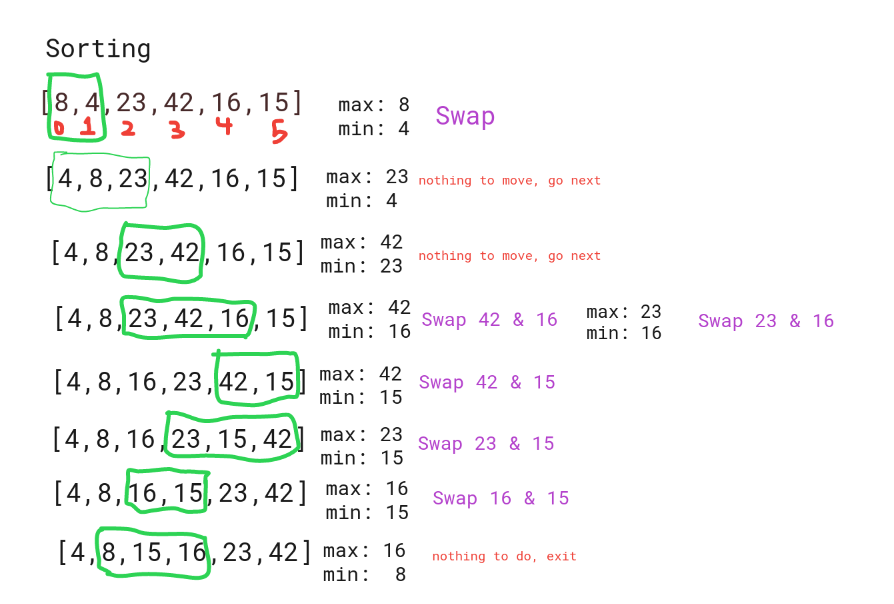 Sorting
[8,4,23,42,16,15] max: 8 Swap
0 1 2 3 4 5 min: 4
[4,8,23,42,16,15] max: 23 nothing to move, go next
min: 4
[4,8,23,42,16,15] max: 42 nothing to move, go next
min: 23
[4,8,23,42,16,15] max: 42 Swap 42 & 16 max: 23 Swap 23 & 16
min: 16 min: 16
[4,8,16,23,42,15] max: 42 Swap 42 & 15
min: 15
[4,8,16,23,15,42] max: 23 Swap 23 & 15
min: 15
[4,8,16,15,23,42] max: 16 Swap 16 & 15
min: 15
[4,8,15,16,23,42] max: 16 nothing to do, exit
min: 8